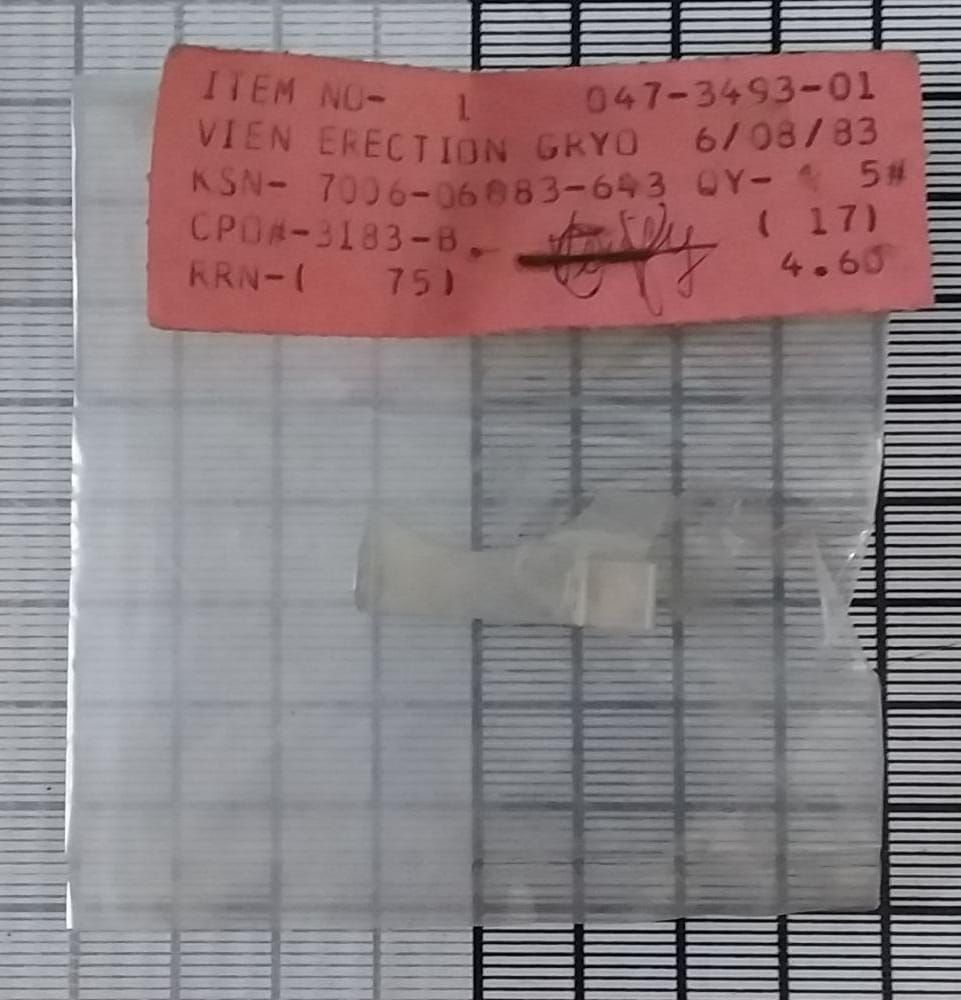 ITEM NO- 1 047-3493-01
VIEN ERECTION GRYO 6/08/83
KSN- 7006-06883-643 QY- 5#
CPO#-3183-B. ( 17)
RRN-( 75) 4.60